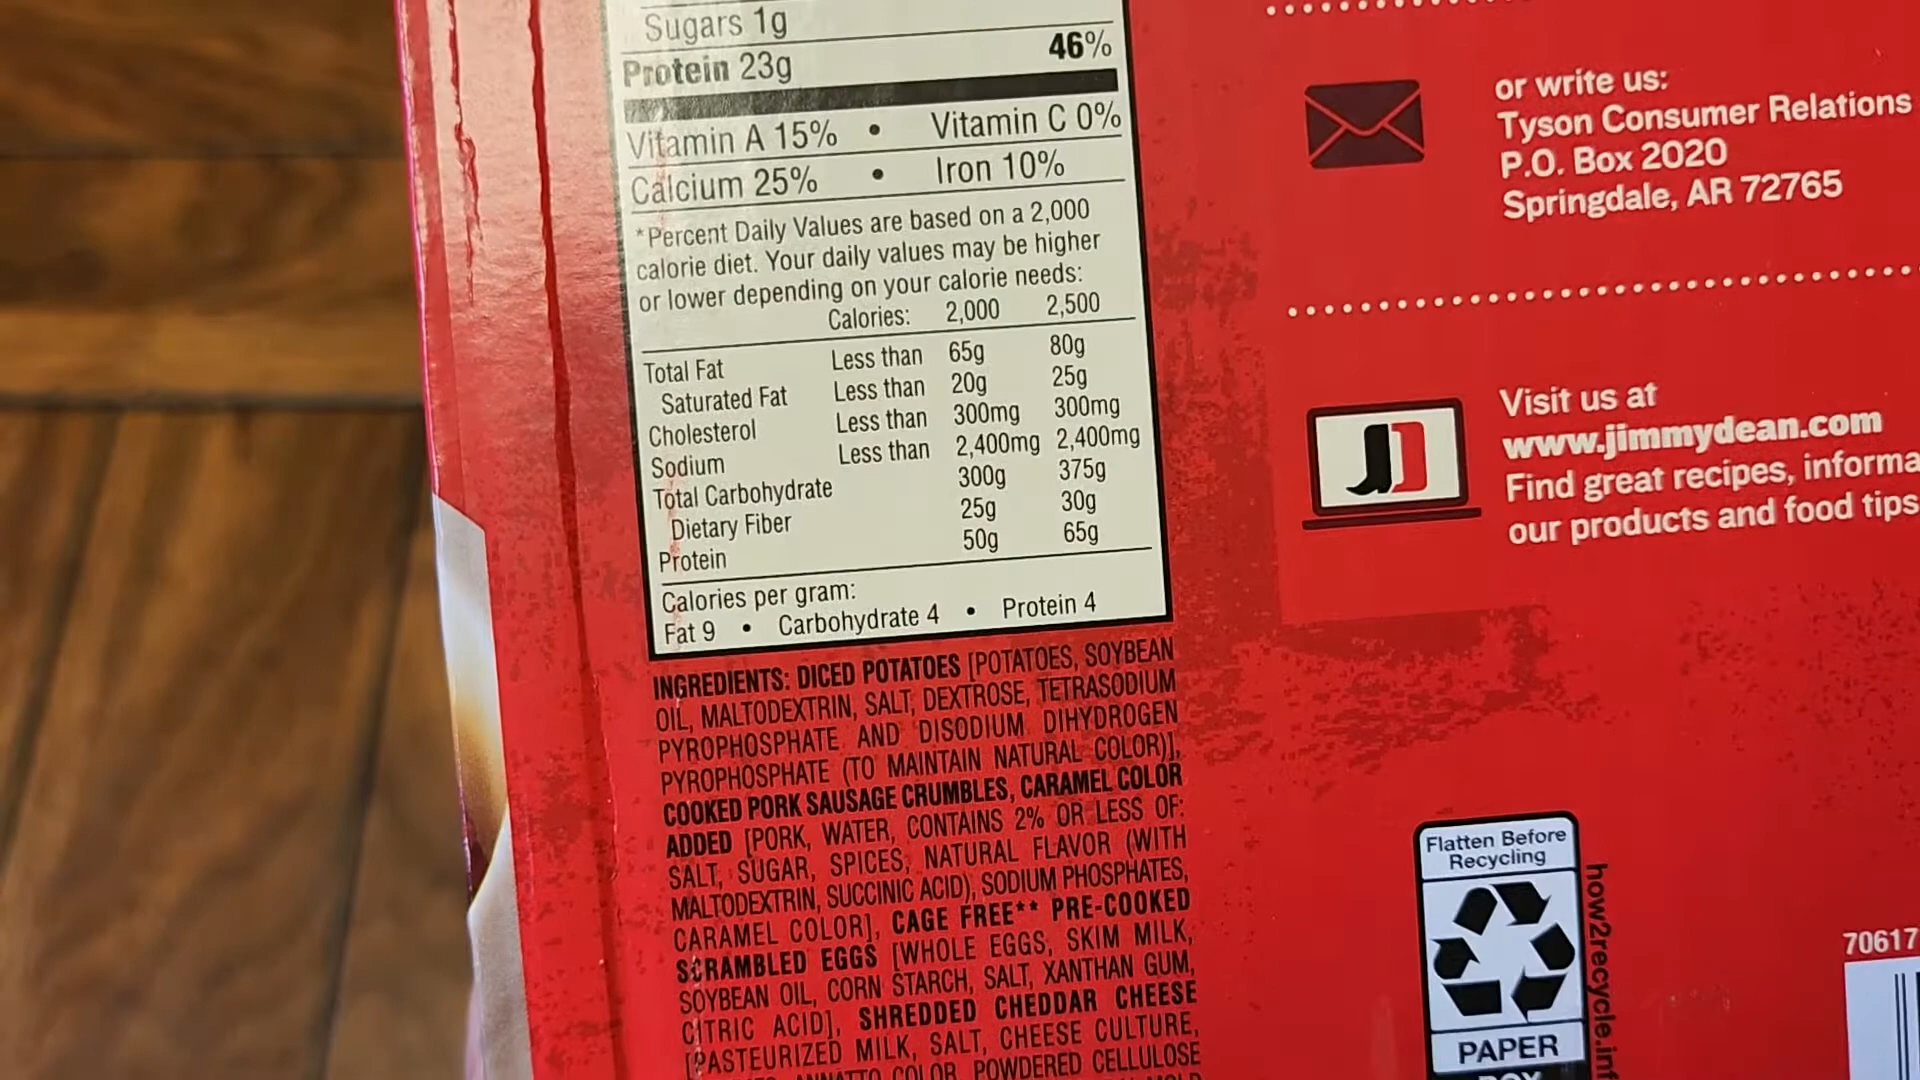 Sugars 1g
Protein 23g 46%
Vitamin A 15% • Vitamin C 0%
Calcium 25% • Iron 10%
*Percent Daily Values are based on a 2,000
calorie diet. Your daily values may be higher
or lower depending on your calorie needs:
Calories: 2,000 2,500
Total Fat Less than 65g 80g
Saturated Fat Less than 20g 25g
Cholesterol Less than 300mg 300mg
Sodium Less than 2,400mg 2,400mg
Total Carbohydrate 300g 375g
Dietary Fiber 25g 30g
Protein 50g 65g
Calories per gram:
Fat 9 • Carbohydrate 4 • Protein 4
INGREDIENTS: DICED POTATOES [POTATOES, SOYBEAN
OIL, MALTODEXTRIN, SALT, DEXTROSE, TETRASODIUM
PYROPHOSPHATE AND DISODIUM DIHYDROGEN
PYROPHOSPHATE (TO MAINTAIN NATURAL COLOR)],
COOKED PORK SAUSAGE CRUMBLES, CARAMEL COLOR
ADDED [PORK, WATER, CONTAINS 2% OR LESS OF:
SALT, SUGAR, SPICES, NATURAL FLAVOR (WITH
MALTODEXTRIN, SUCCINIC ACID), SODIUM PHOSPHATES,
CARAMEL COLOR], CAGE FREE** PRE-COOKED
SCRAMBLED EGGS [WHOLE EGGS, SKIM MILK,
SOYBEAN OIL, CORN STARCH, SALT, XANTHAN GUM,
CITRIC ACID], SHREDDED CHEDDAR CHEESE
[PASTEURIZED MILK, SALT, CHEESE CULTURE,
ANNATTO COLOR, POWDERED CELLULOSE
or write us:
Tyson Consumer Relations
P.O. Box 2020
Springdale, AR 72765
JD
Visit us at
www.jimmydean.com
Find great recipes, informa
our products and food tips
Flatten Before
Recycling
PAPER
BOX
how2recycle.inf
70617